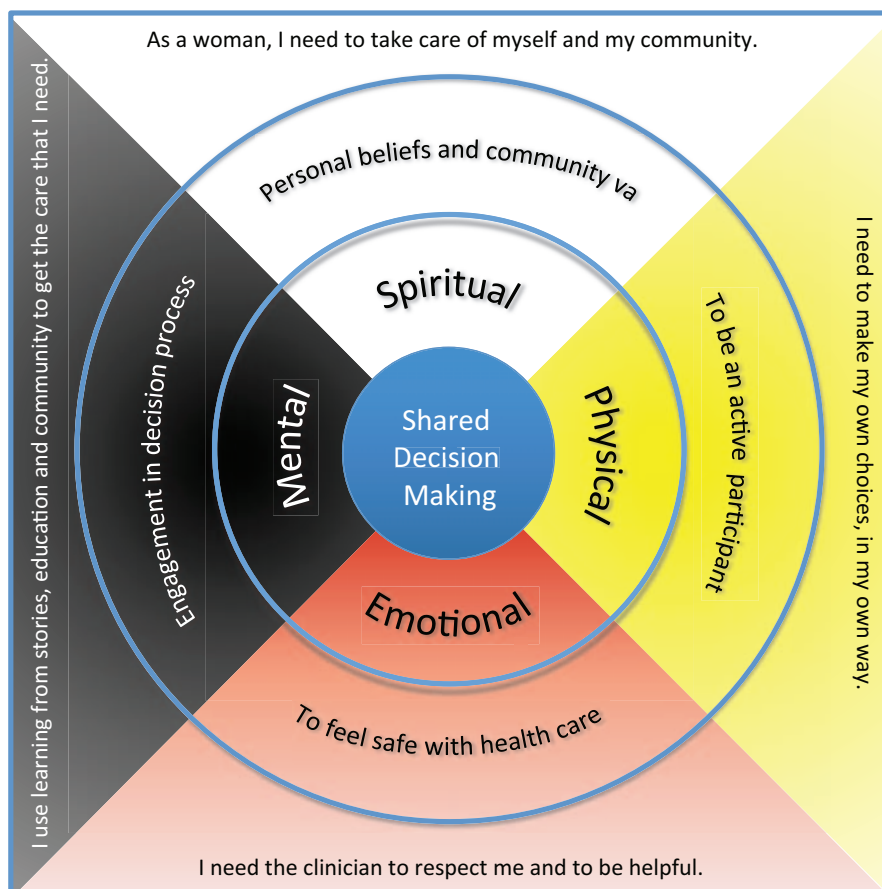 As a woman, I need to take care of myself and my community.
Personal beliefs and community va
Spiritual
I use learning from stories, education and community to get the care that I need.
Engagement in decision process
Mental
Shared
Decision
Making
Physical
To be an active participant
I need to make my own choices, in my own way.
Emotional
To feel safe with health care
I need the clinician to respect me and to be helpful.